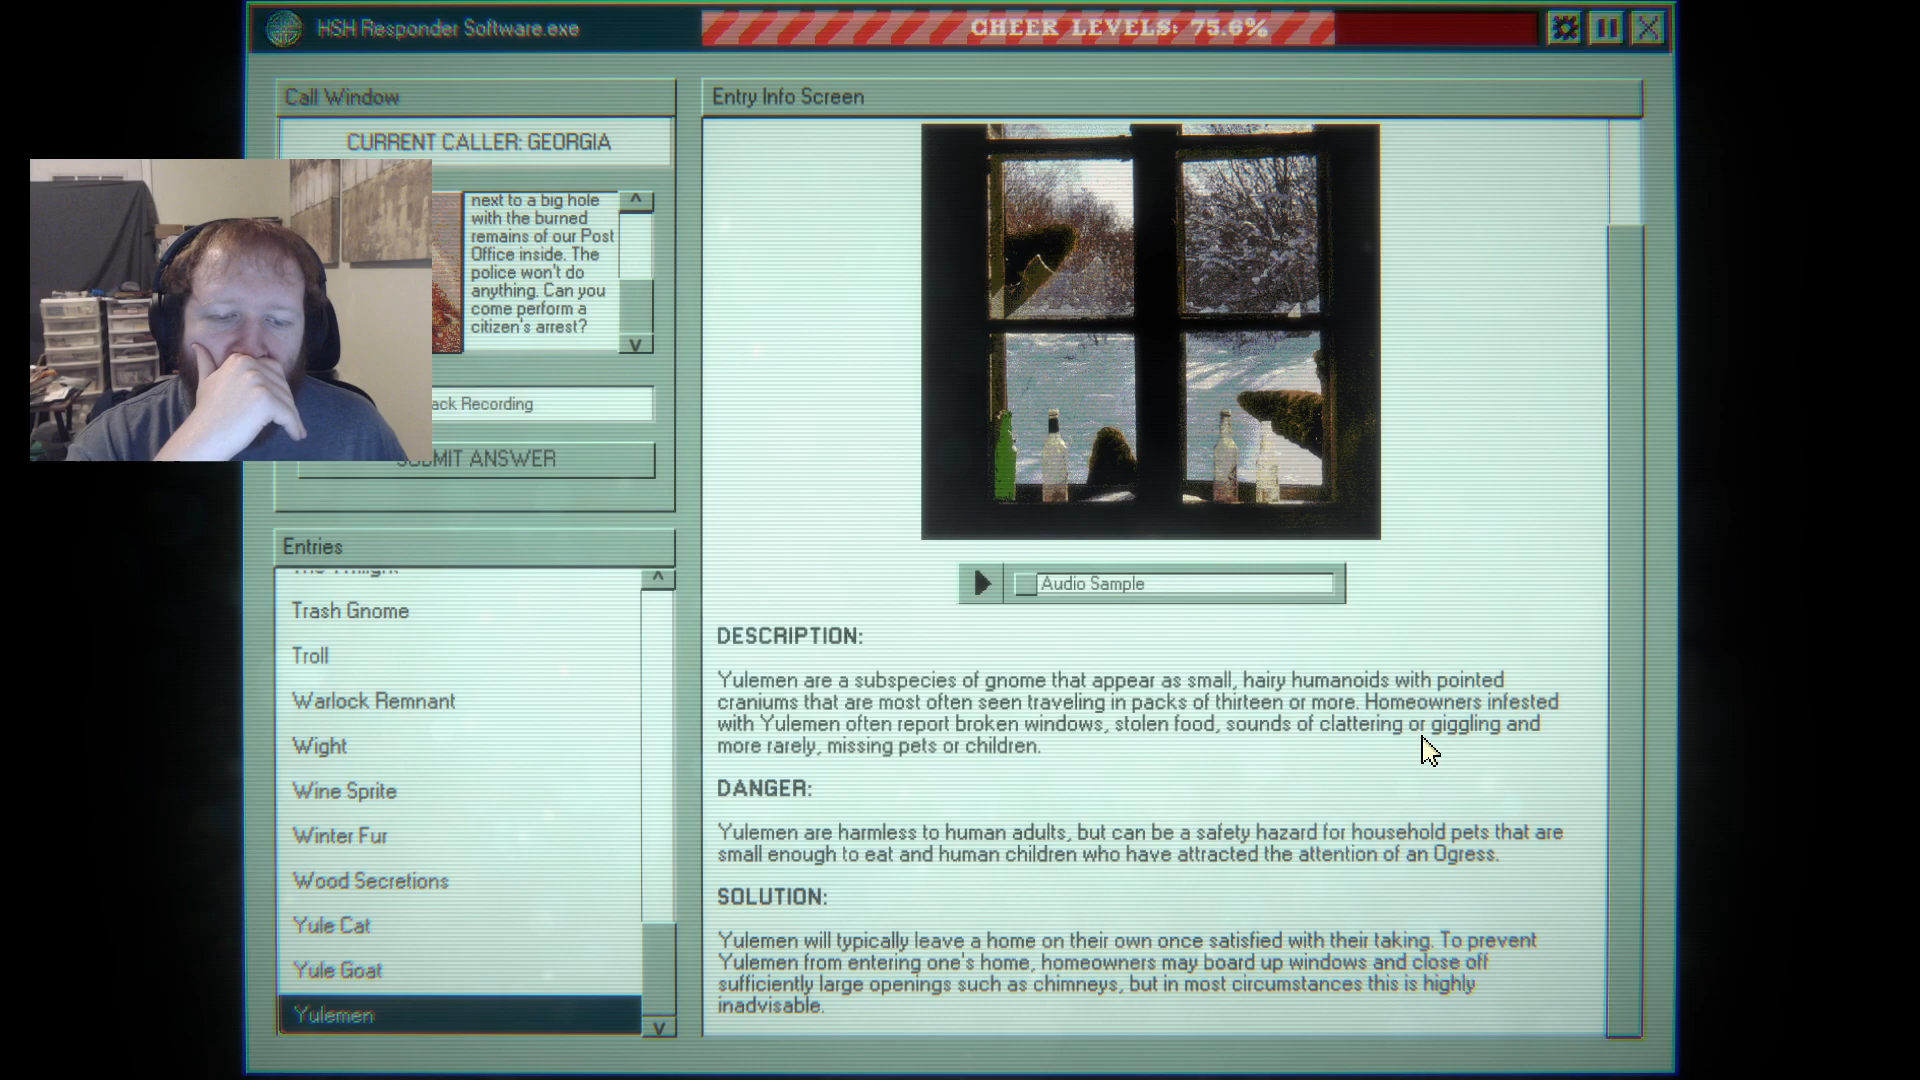 HSH Responder Software.exe
CHEER LEVELS: 75.6%
Call Window
CURRENT CALLER: GEORGIA
next to a big hole
with the burned
remains of our Post
Office inside. The
police won't do
anything. Can you
come perform a
citizen's arrest?
ack Recording
SUBMIT ANSWER
Entries
Trash Gnome
Troll
Warlock Remnant
Wight
Wine Sprite
Winter Fur
Wood Secretions
Yule Cat
Yule Goat
Yulemen
Entry Info Screen
Audio Sample
DESCRIPTION:
Yulemen are a subspecies of gnome that appear as small, hairy humanoids with pointed
craniums that are most often seen traveling in packs of thirteen or more. Homeowners infested
with Yulemen often report broken windows, stolen food, sounds of clattering or giggling and
more rarely, missing pets or children.
DANGER:
Yulemen are harmless to human adults, but can be a safety hazard for household pets that are
small enough to eat and human children who have attracted the attention of an Ogress.
SOLUTION:
Yulemen will typically leave a home on their own once satisfied with their taking. To prevent
Yulemen from entering one's home, homeowners may board up windows and close off
sufficiently large openings such as chimneys, but in most circumstances this is highly
inadvisable.